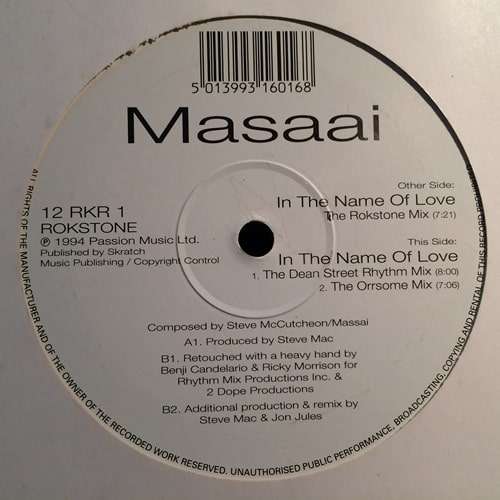 5 013993 160168
Masaai
Other Side:
In The Name Of Love
The Rokstone Mix (7:21)
12 RKR 1
ROKSTONE
℗ 1994 Passion Music Ltd.
Published by Skratch
Music Publishing / Copyright Control
This Side:
In The Name Of Love
1. The Dean Street Rhythm Mix (8:00)
2. The Orrsome Mix (7:06)
Composed by Steve McCutcheon/Massai
A1. Produced by Steve Mac
B1. Retouched with a heavy hand by
Benji Candelario & Ricky Morrison for
Rhythm Mix Productions Inc. &
2 Dope Productions
B2. Additional production & remix by
Steve Mac & Jon Jules
ALL RIGHTS OF THE MANUFACTURER AND OF THE OWNER OF THE RECORDED WORK RESERVED. UNAUTHORISED PUBLIC PERFORMANCE, BROADCASTING, COPYING AND RENTAL OF THIS RECORD PROHIBITED.